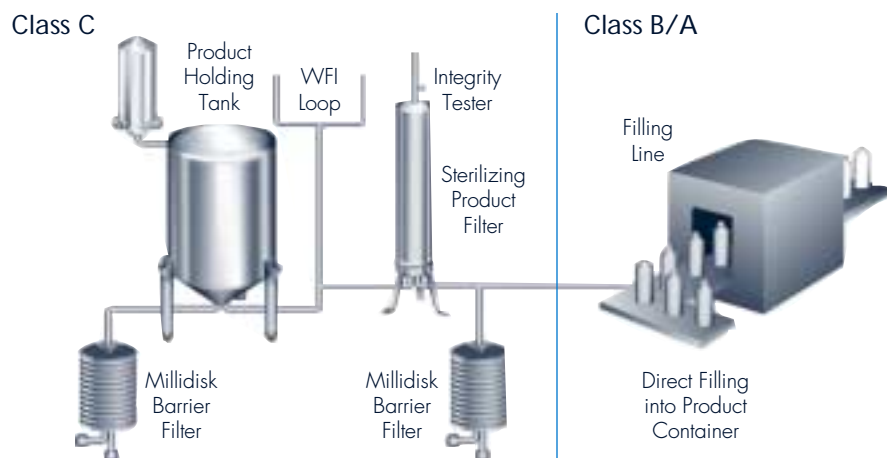 Class C
Class B/A
Product
Holding
Tank
WFI
Loop
Integrity
Tester
Sterilizing
Product
Filter
Filling
Line
Millidisk
Barrier
Filter
Millidisk
Barrier
Filter
Direct Filling
into Product
Container